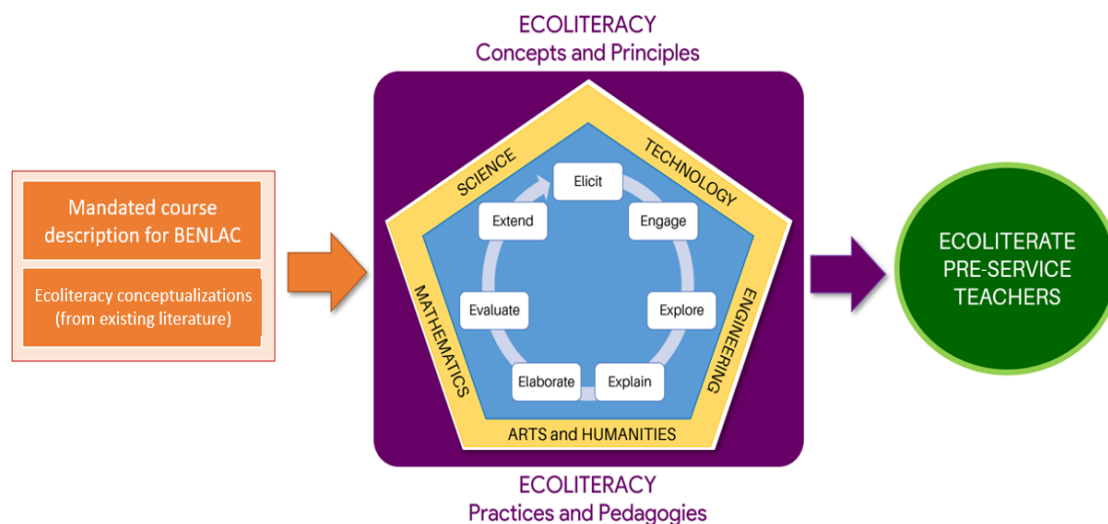 ECOLITERACY
Concepts and Principles
Mandated course
description for BENLAC
Ecoliteracy conceptualizations
(from existing literature)
SCIENCE
TECHNOLOGY
ENGINEERING
ARTS and HUMANITIES
MATHEMATICS
Elicit
Engage
Explore
Explain
Elaborate
Evaluate
Extend
ECOLITERATE
PRE-SERVICE
TEACHERS
ECOLITERACY
Practices and Pedagogies